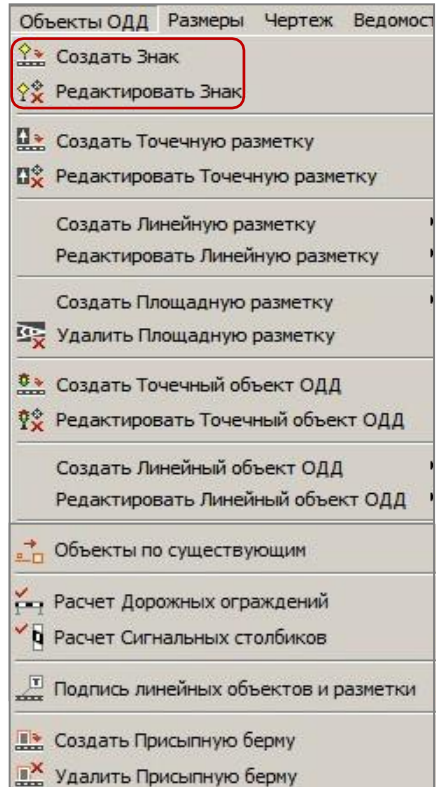 Объекты ОДД Размеры Чертеж Ведомост
Создать Знак
Редактировать Знак
Создать Точечную разметку
Редактировать Точечную разметку
Создать Линейную разметку
Редактировать Линейную разметку
Создать Площадную разметку
Удалить Площадную разметку
Создать Точечный объект ОДД
Редактировать Точечный объект ОДД
Создать Линейный объект ОДД
Редактировать Линейный объект ОДД
Объекты по существующим
Расчет Дорожных ограждений
Расчет Сигнальных столбиков
Подпись линейных объектов и разметки
Создать Присыпную берму
Удалить Присыпную берму